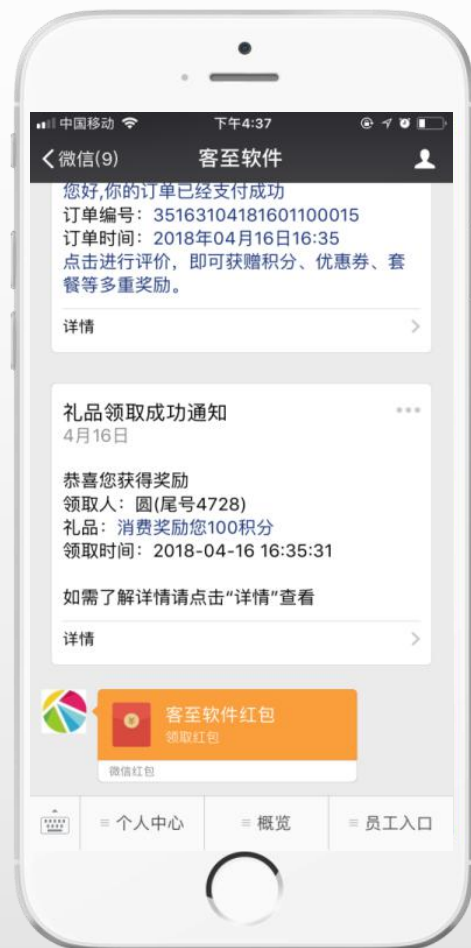 中国移动 下午4:37
微信(9) 客至软件
您好,你的订单已经支付成功
订单编号：35163104181601100015
订单时间：2018年04月16日16:35
点击进行评价，即可获赠积分、优惠券、套
餐等多重奖励。
详情
礼品领取成功通知
4月16日
恭喜您获得奖励
领取人：圆(尾号4728)
礼品：消费奖励您100积分
领取时间：2018-04-16 16:35:31
如需了解详情请点击“详情”查看
详情
¥
客至软件红包
领取红包
微信红包
个人中心 概览 员工入口